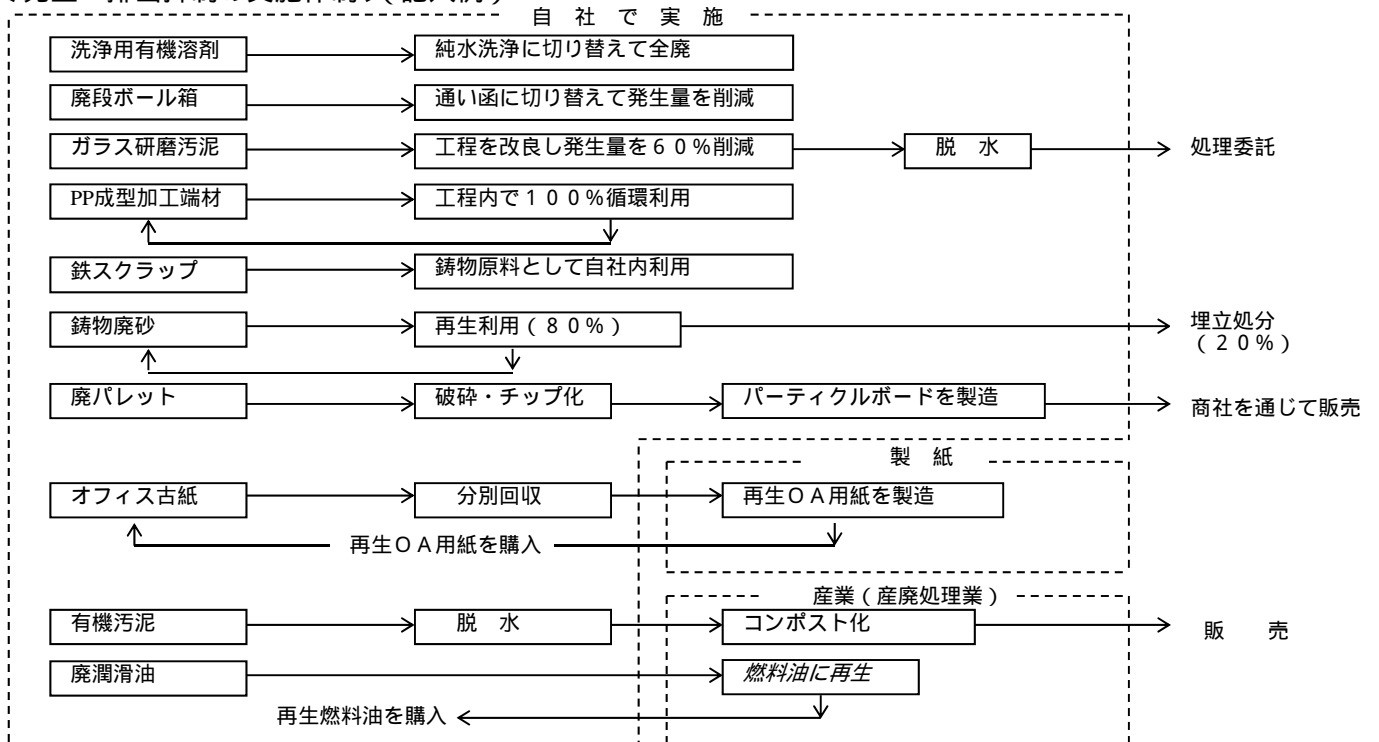 自 社 で 実 施
洗浄用有機溶剤 純水洗浄に切り替えて全廃
廃段ボール箱 通い函に切り替えて発生量を削減
ガラス研磨汚泥 工程を改良し発生量を６０％削減 脱 水 処理委託
PP成型加工端材 工程内で１００％循環利用
鉄スクラップ 鋳物原料として自社内利用
鋳物廃砂 再生利用（８０％） 埋立処分
（２０％）
廃パレット 破砕・チップ化 パーティクルボードを製造 商社を通じて販売
製 紙
オフィス古紙 分別回収 再生ＯＡ用紙を製造
再生ＯＡ用紙を購入
産業（産廃処理業）
有機汚泥 脱 水 コンポスト化 販 売
廃潤滑油 燃料油に再生
再生燃料油を購入